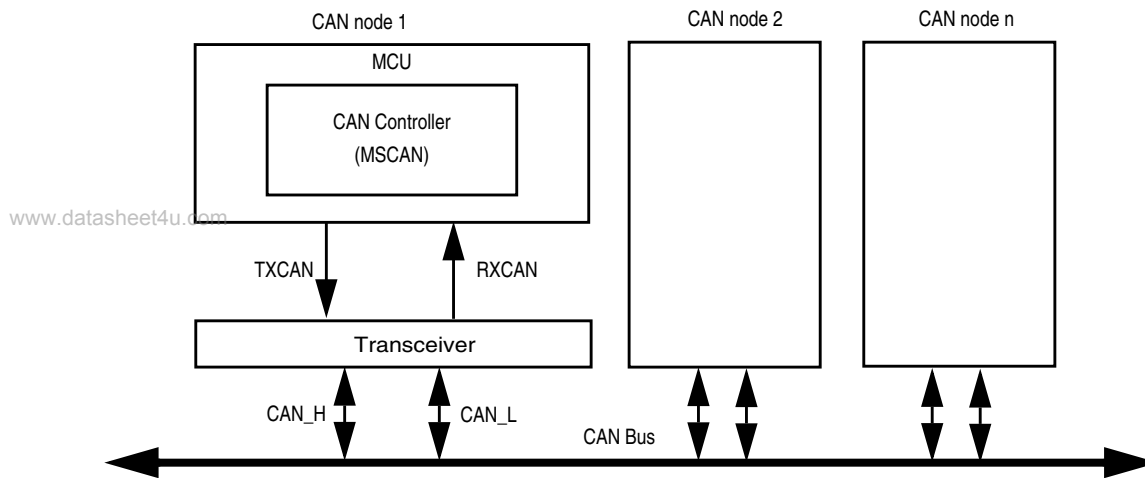 CAN node 1
CAN node 2
CAN node n
MCU
CAN Controller
(MSCAN)
www.datasheet4u.com
TXCAN
RXCAN
Transceiver
CAN_H
CAN_L
CAN Bus